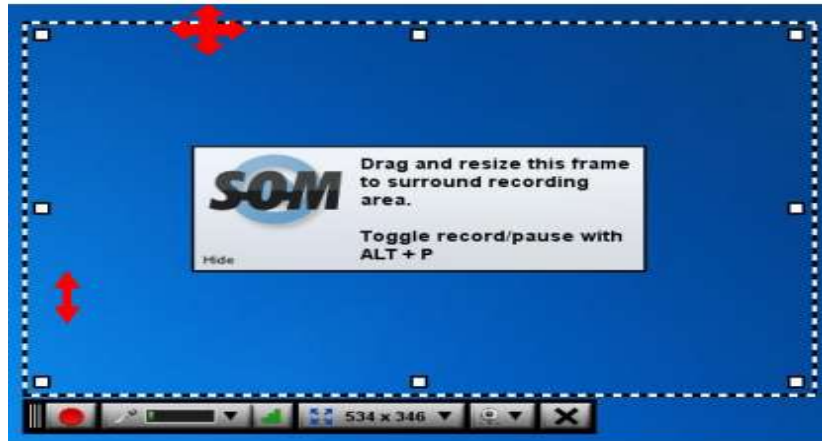 SOM
Drag and resize this frame
to surround recording
area.
Toggle record/pause with
ALT + P
Hide
534 x 346